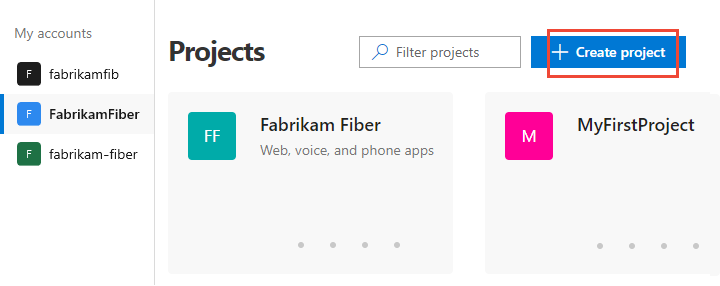 My accounts
F fabrikamfib
F FabrikamFiber
F fabrikam-fiber
Projects
Filter projects
Create project
FF
Fabrikam Fiber
Web, voice, and phone apps
M
MyFirstProject